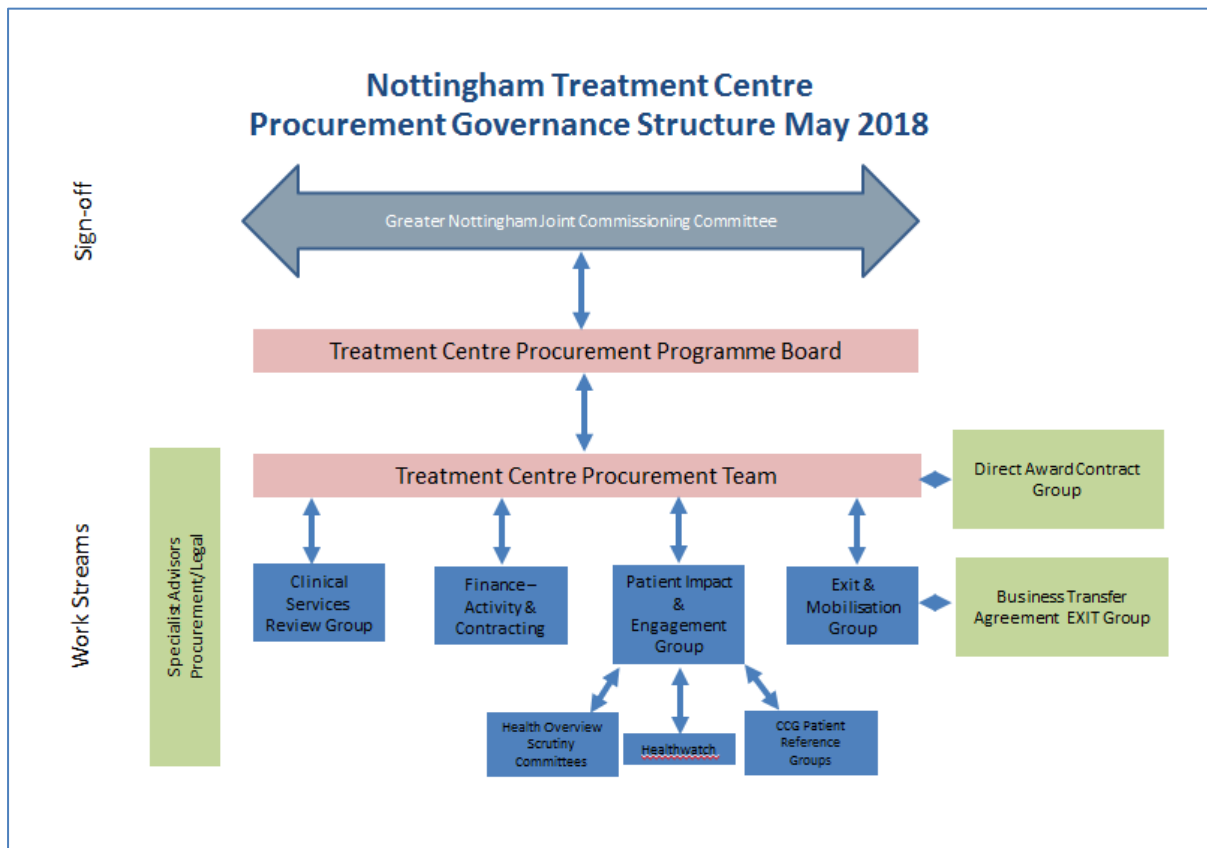 Nottingham Treatment Centre
Procurement Governance Structure May 2018
Sign-off
Greater Nottingham Joint Commissioning Committee
Treatment Centre Procurement Programme Board
Work Streams
Specialist Advisors
Procurement/Legal
Treatment Centre Procurement Team
Direct Award Contract
Group
Clinical
Services
Review Group
Finance –
Activity &
Contracting
Patient Impact
&
Engagement
Group
Exit &
Mobilisation
Group
Business Transfer
Agreement EXIT Group
Health Overview
Scrutiny
Committees
Healthwatch
CCG Patient
Reference
Groups